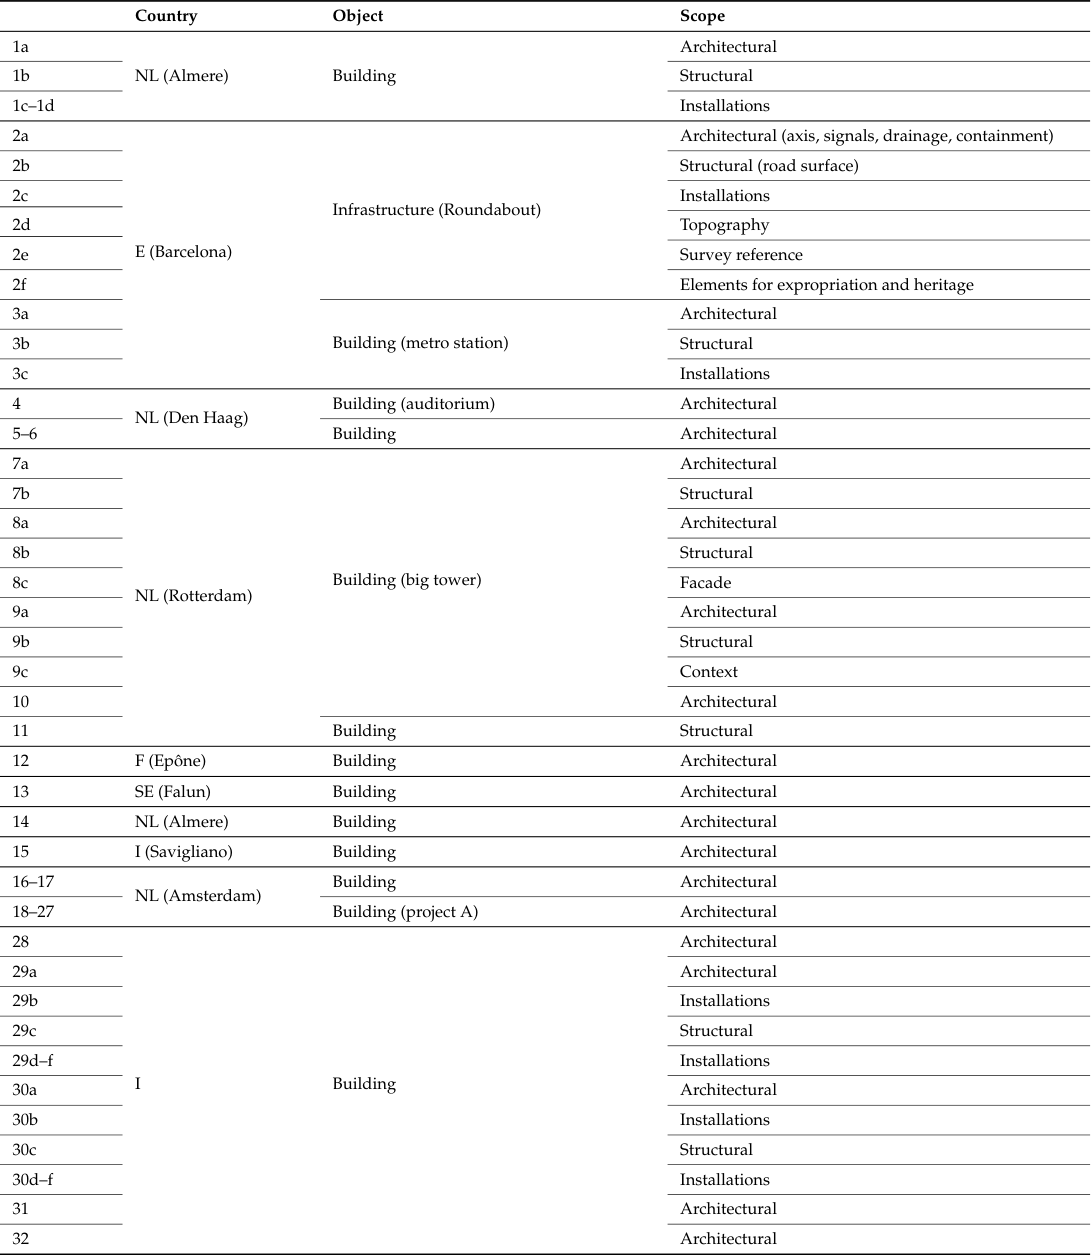 Country Object Scope
1a Architectural
1b NL (Almere) Building Structural
1c–1d Installations
2a Architectural (axis, signals, drainage, containment)
2b Structural (road surface)
2c Installations
Infrastructure (Roundabout)
2d Topography
E (Barcelona)
2e Survey reference
2f Elements for expropriation and heritage
3a Architectural
3b Building (metro station) Structural
3c Installations
4 Building (auditorium) Architectural
NL (Den Haag)
5–6 Building Architectural
7a Architectural
7b Structural
8a Architectural
8b Structural
Building (big tower)
8c Facade
NL (Rotterdam)
9a Architectural
9b Structural
9c Context
10 Architectural
11 Building Structural
12 F (Epône) Building Architectural
13 SE (Falun) Building Architectural
14 NL (Almere) Building Architectural
15 I (Savigliano) Building Architectural
16–17 Building Architectural
NL (Amsterdam)
18–27 Building (project A) Architectural
28 Architectural
29a Architectural
29b Installations
29c Structural
29d–f Installations
I Building
30a Architectural
30b Installations
30c Structural
30d–f Installations
31 Architectural
32 Architectural